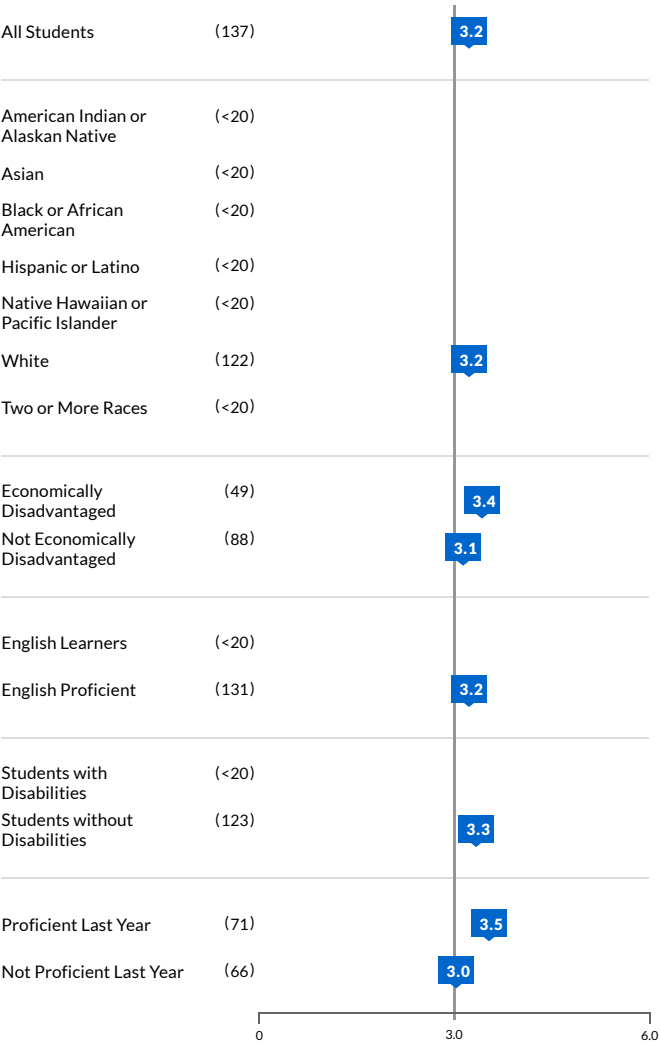 All Students (137) 3.2
American Indian or (<20)
Alaskan Native
Asian (<20)
Black or African (<20)
American
Hispanic or Latino (<20)
Native Hawaiian or (<20)
Pacific Islander
White (122) 3.2
Two or More Races (<20)
Economically (49) 3.4
Disadvantaged
Not Economically (88) 3.1
Disadvantaged
English Learners (<20)
English Proficient (131) 3.2
Students with (<20)
Disabilities
Students without (123) 3.3
Disabilities
Proficient Last Year (71) 3.5
Not Proficient Last Year (66) 3.0
0 3.0 6.0